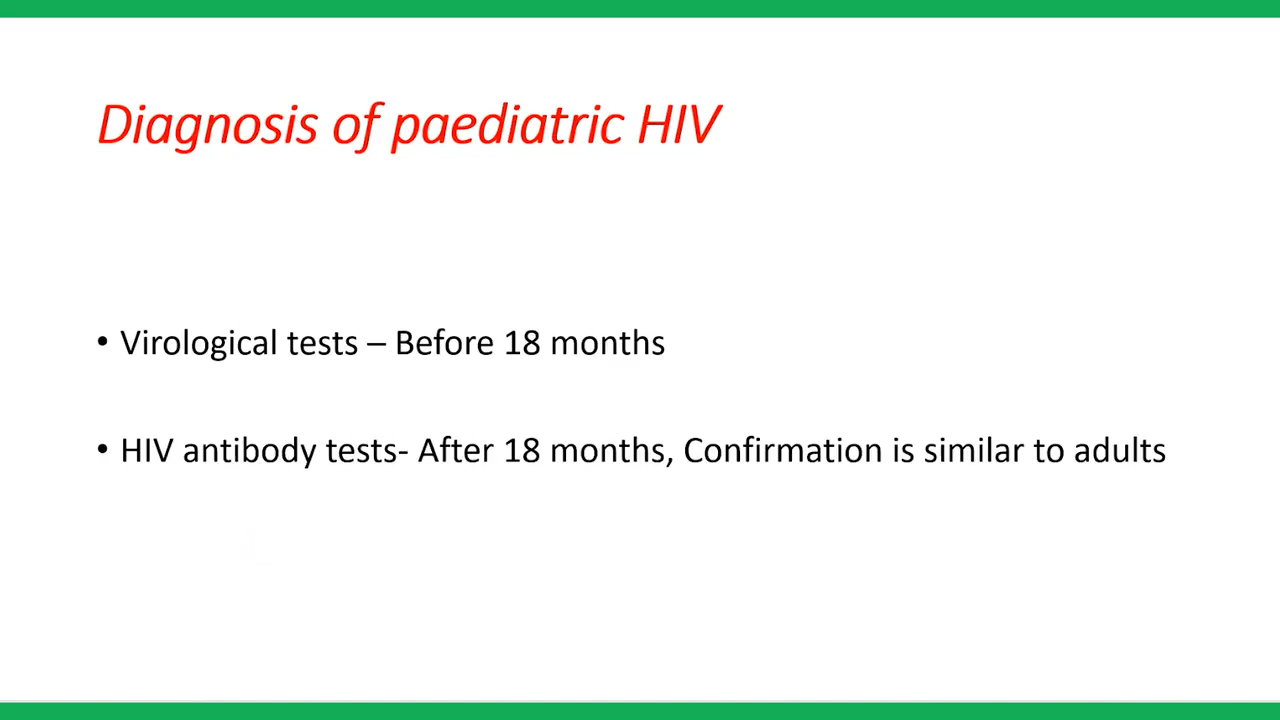 Diagnosis of paediatric HIV
• Virological tests – Before 18 months
• HIV antibody tests- After 18 months, Confirmation is similar to adults